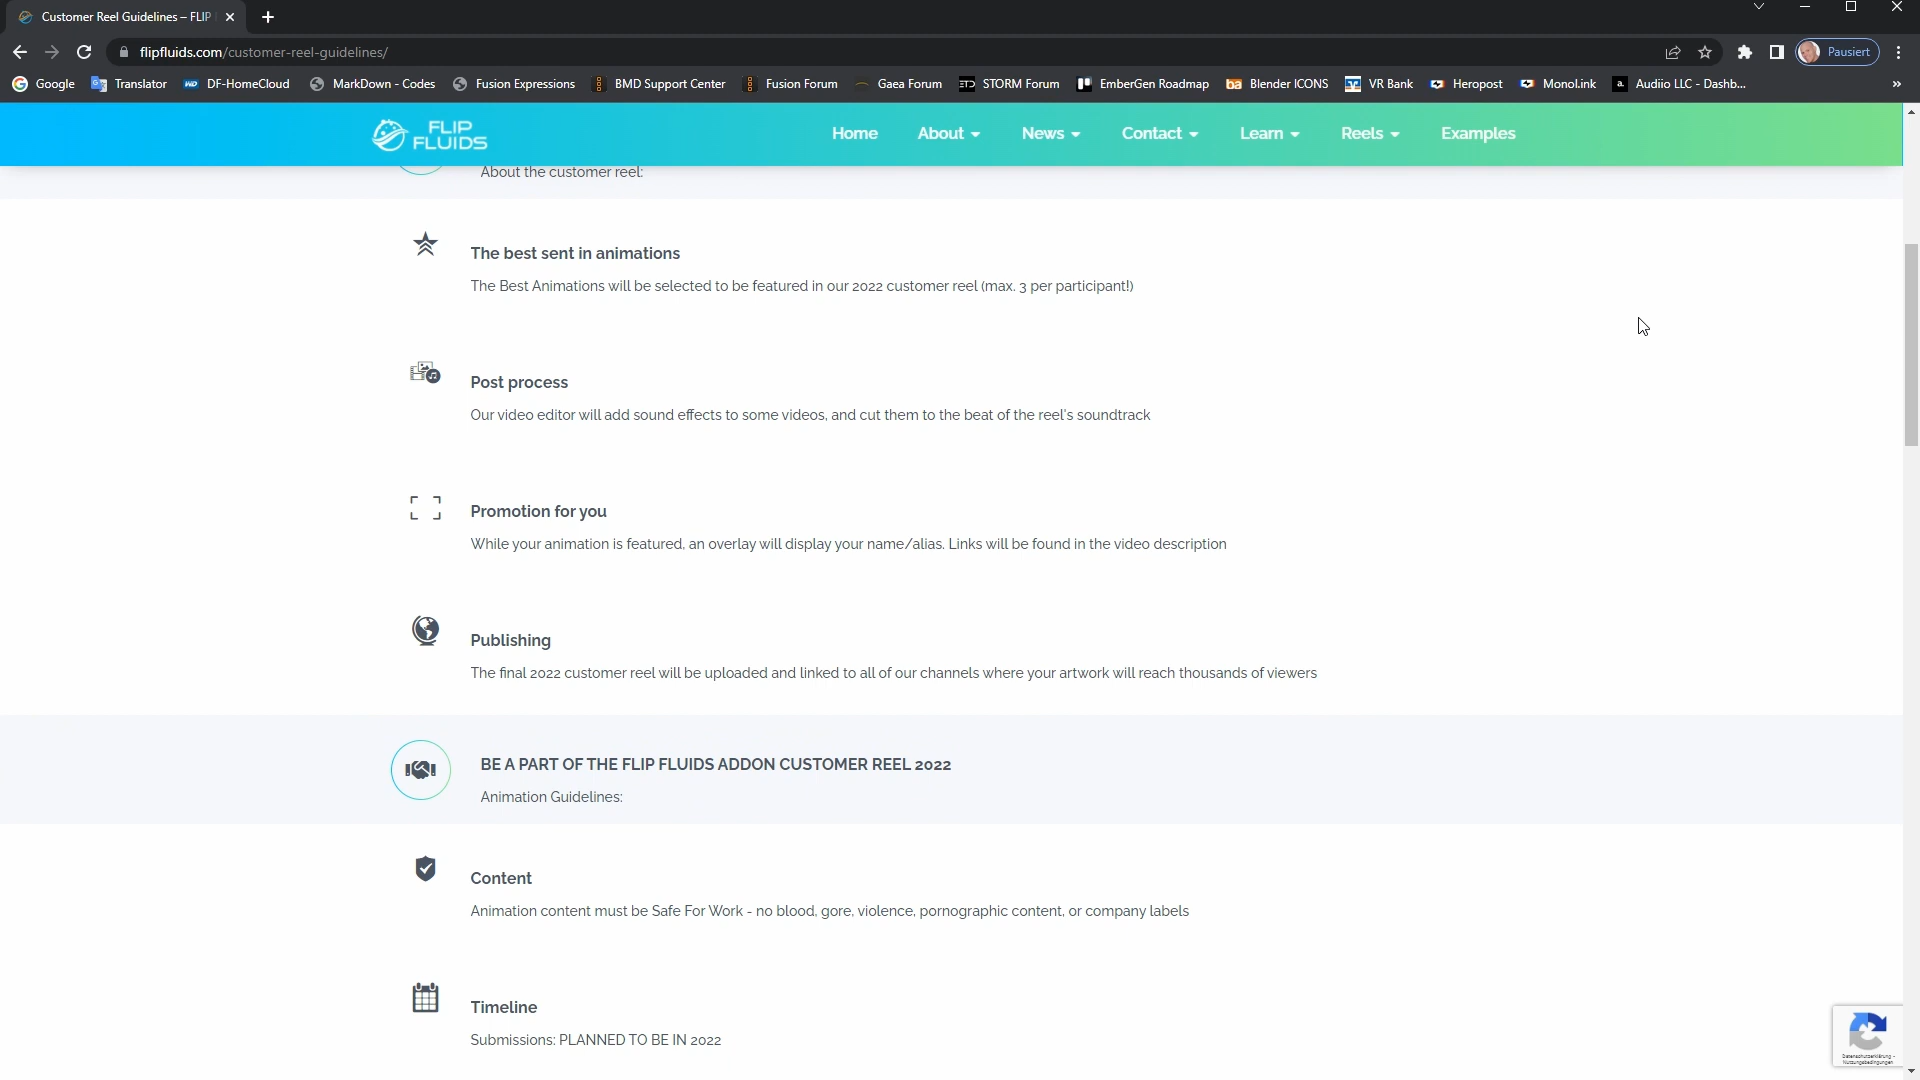 Customer Reel Guidelines – FLIP
flipfluids.com/customer-reel-guidelines/
Pausiert
Google
Translator
DF-HomeCloud
MarkDown - Codes
Fusion Expressions
BMD Support Center
Fusion Forum
Gaea Forum
STORM Forum
EmberGen Roadmap
Blender ICONS
VR Bank
Heropost
MonoLink
Audiio LLC - Dashb...
FLIP
FLUIDS
Home
About
News
Contact
Learn
Reels
Examples
About the customer reel:
The best sent in animations
The Best Animations will be selected to be featured in our 2022 customer reel (max. 3 per participant!)
Post process
Our video editor will add sound effects to some videos, and cut them to the beat of the reel's soundtrack
Promotion for you
While your animation is featured, an overlay will display your name/alias. Links will be found in the video description
Publishing
The final 2022 customer reel will be uploaded and linked to all of our channels where your artwork will reach thousands of viewers
BE A PART OF THE FLIP FLUIDS ADDON CUSTOMER REEL 2022
Animation Guidelines:
Content
Animation content must be Safe For Work - no blood, gore, violence, pornographic content, or company labels
Timeline
Submissions: PLANNED TO BE IN 2022
Datenschutzerklärung -
Nutzungsbedingungen